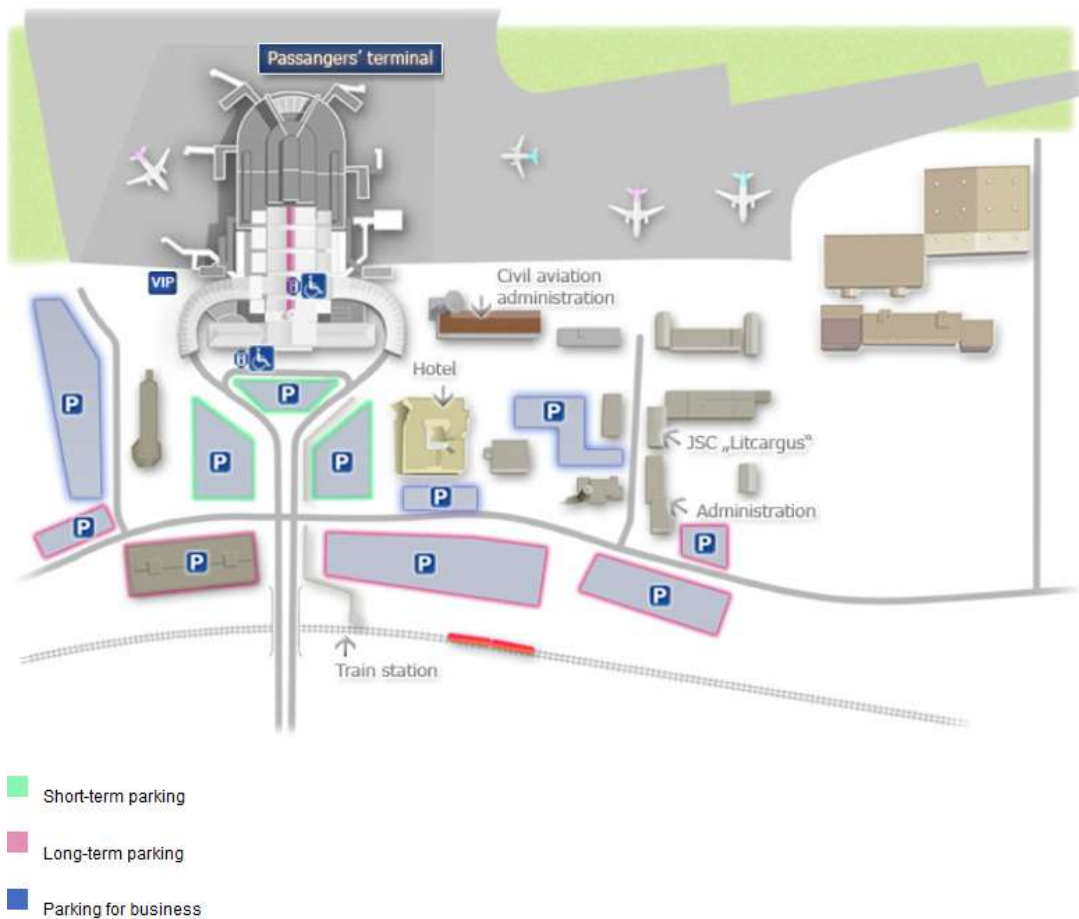 Passangers' terminal
VIP
Civil aviation
administration
Hotel
P
P
P
P
P
JSC „Litcargus“
P
Administration
P
P
P
P
P
Train station
Short-term parking
Long-term parking
Parking for business